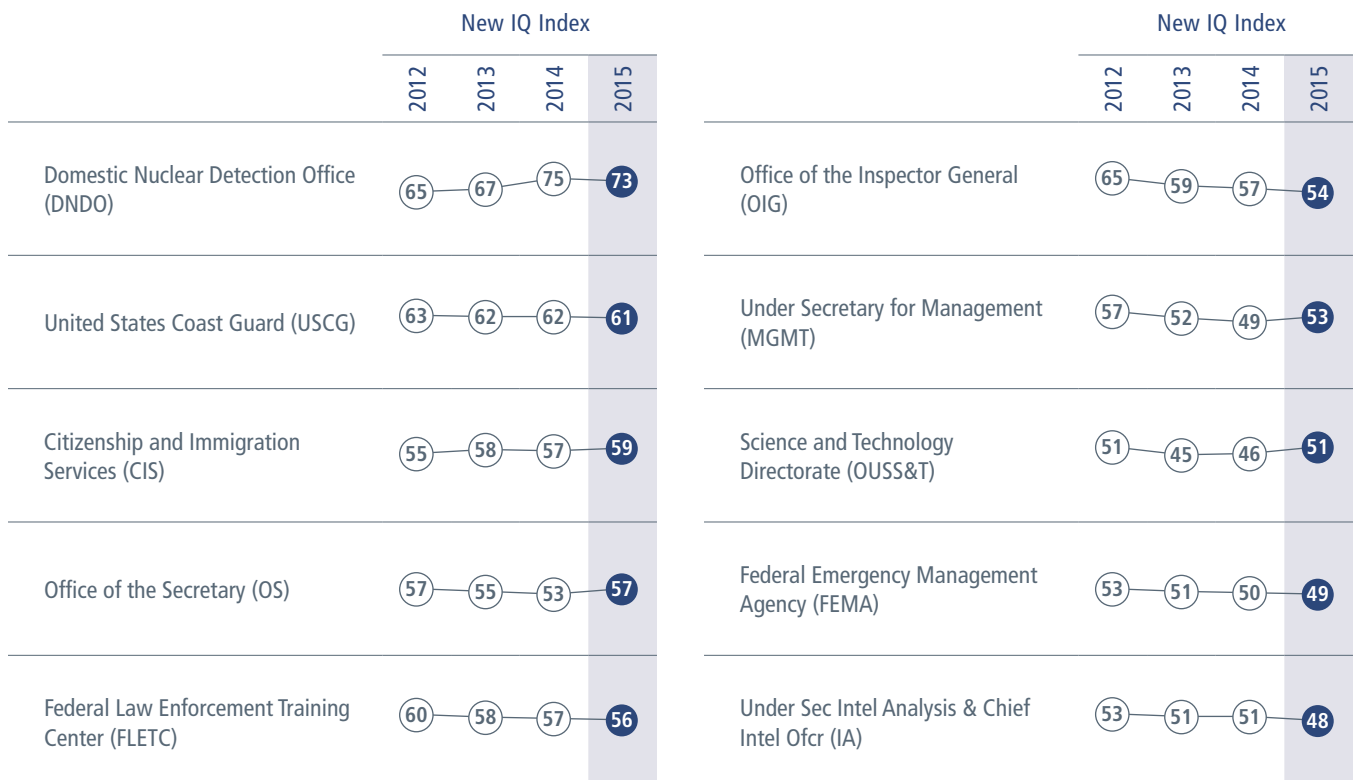 New IQ Index
2012 2013 2014 2015
Domestic Nuclear Detection Office
(DNDO)
65 67 75 73
United States Coast Guard (USCG)
63 62 62 61
Citizenship and Immigration
Services (CIS)
55 58 57 59
Office of the Secretary (OS)
57 55 53 57
Federal Law Enforcement Training
Center (FLETC)
60 58 57 56
New IQ Index
2012 2013 2014 2015
Office of the Inspector General
(OIG)
65 59 57 54
Under Secretary for Management
(MGMT)
57 52 49 53
Science and Technology
Directorate (OUSS&T)
51 45 46 51
Federal Emergency Management
Agency (FEMA)
53 51 50 49
Under Sec Intel Analysis & Chief
Intel Ofcr (IA)
53 51 51 48